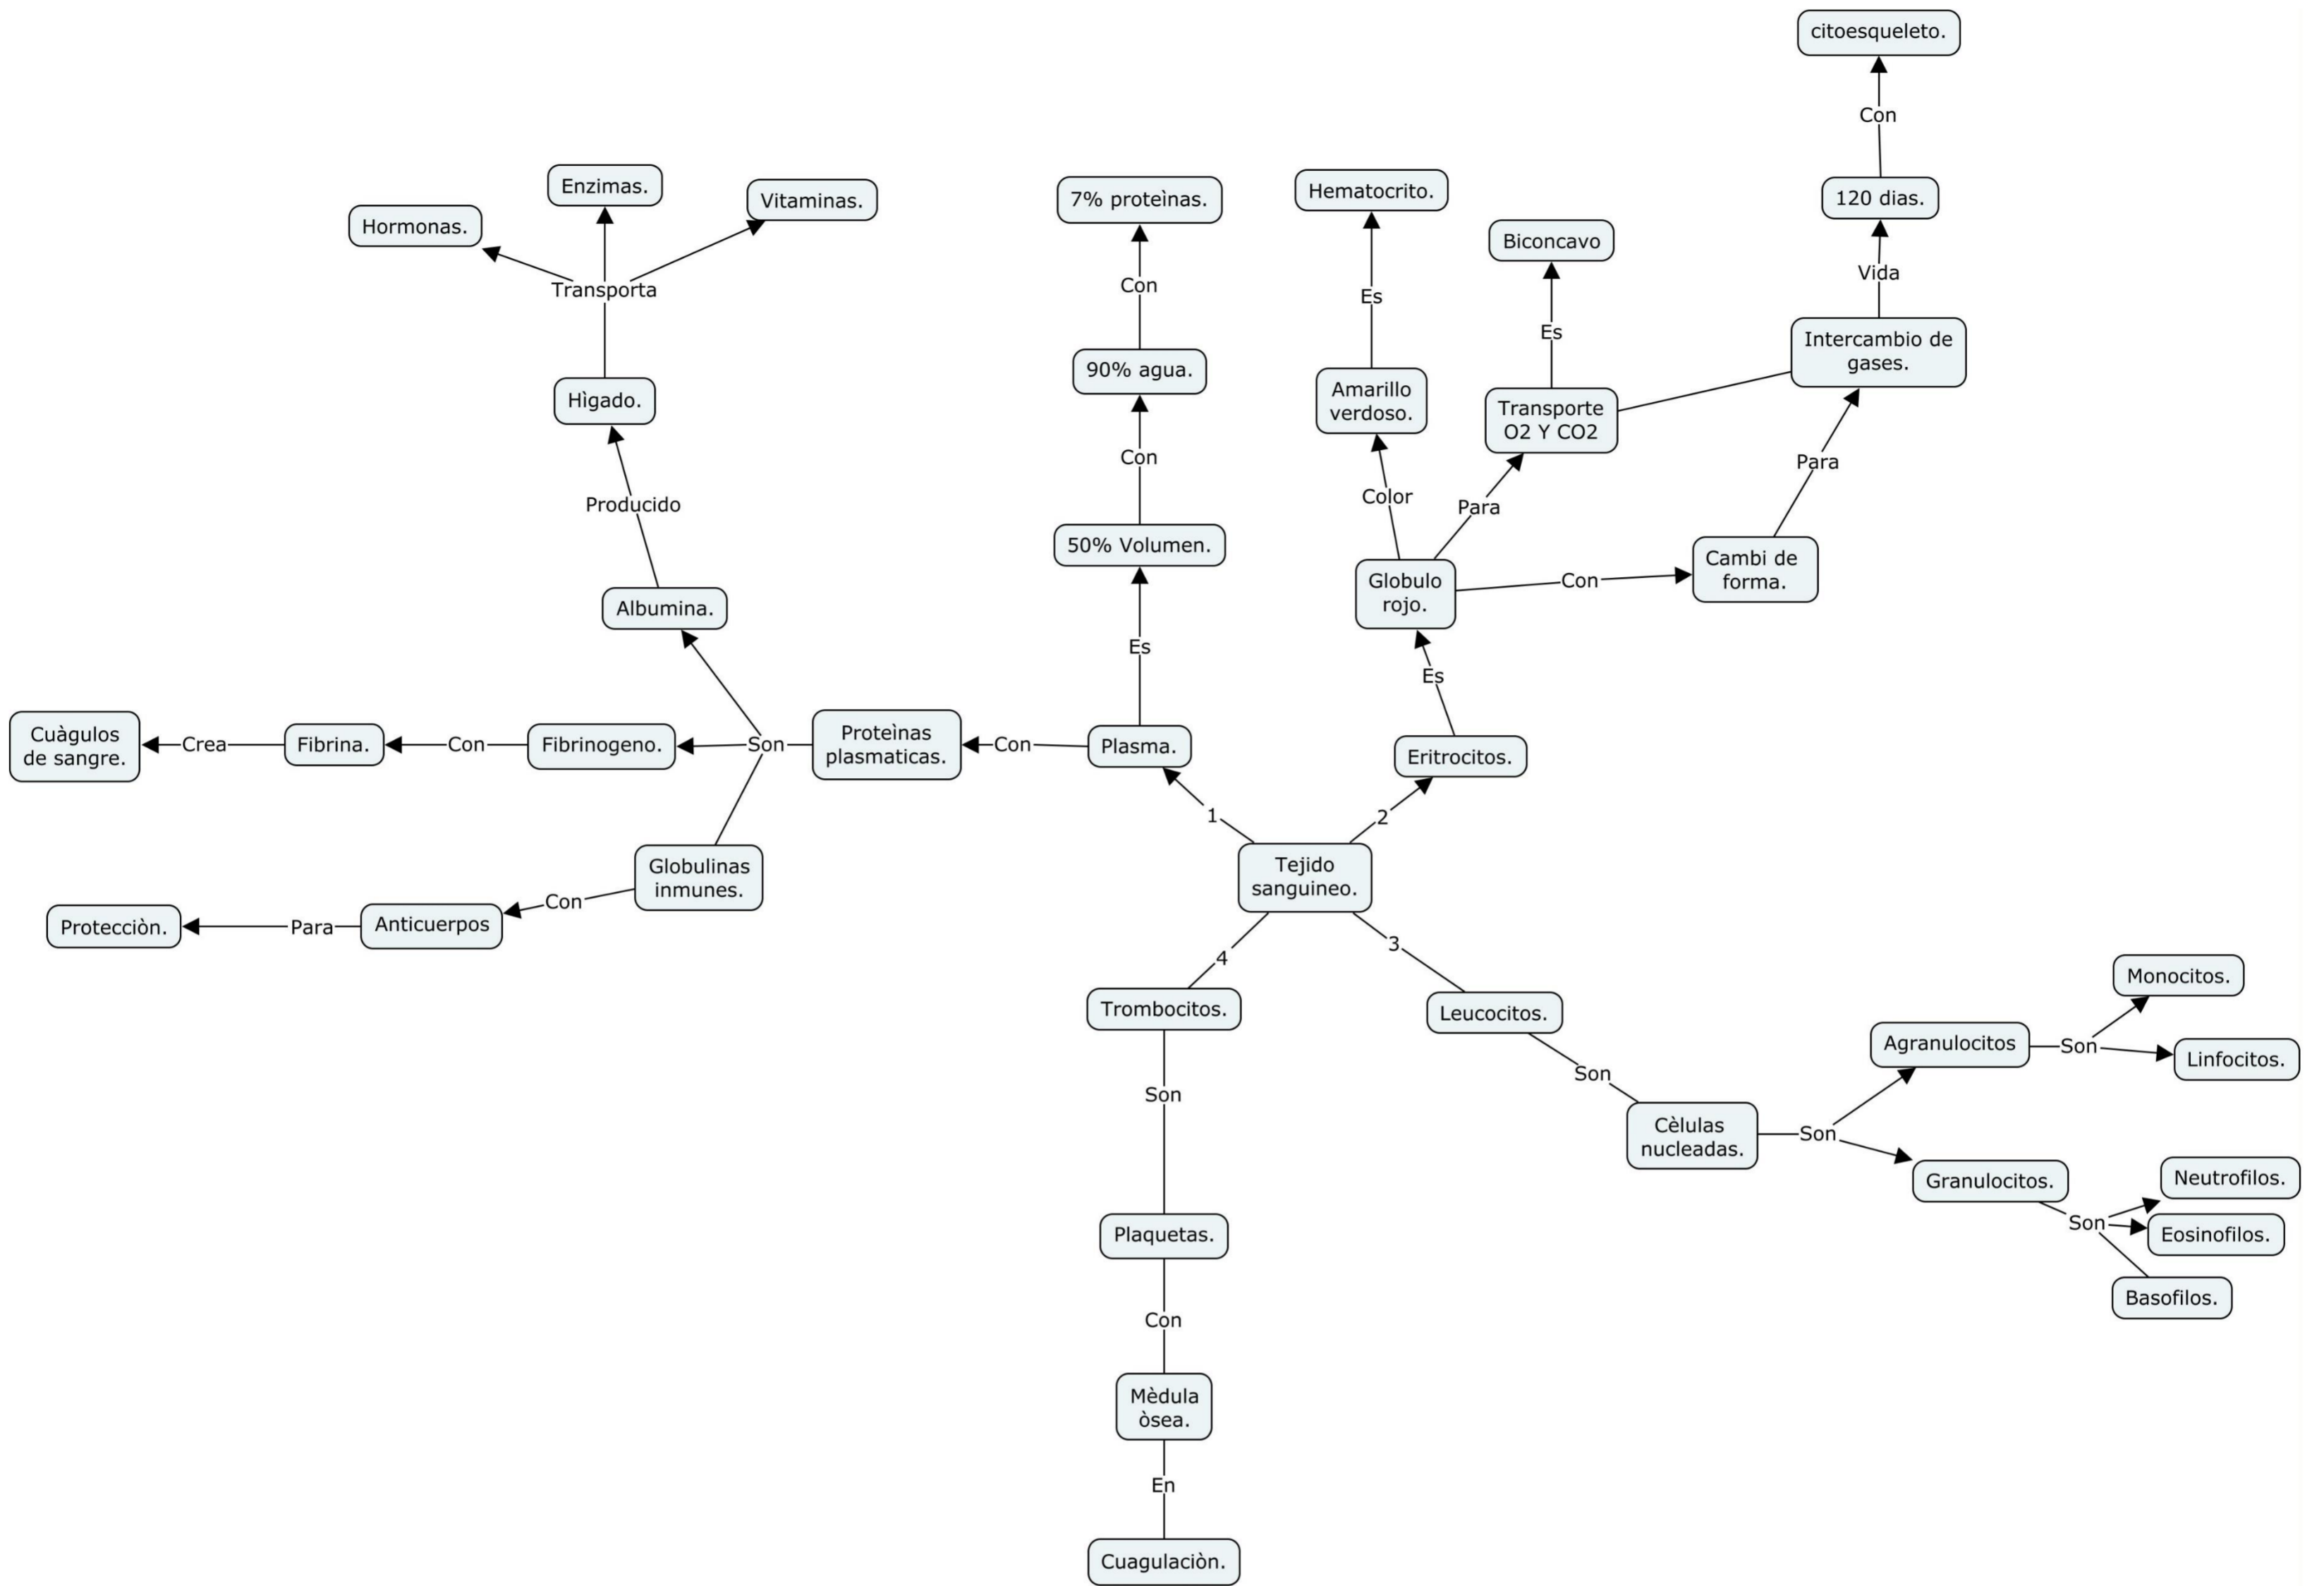 citoesqueleto.
Con
120 dias.
Vida
Intercambio de
gases.
Para
Cambi de
forma.
Con
Hematocrito.
Es
Amarillo
verdoso.
Color
Biconcavo
Es
Transporte
O2 Y CO2
Para
Globulo
rojo.
Es
Eritrocitos.
2
7% proteìnas.
Con
90% agua.
Con
50% Volumen.
Es
Plasma.
1
Con
Proteìnas
plasmaticas.
Son
Enzimas.
Hormonas.
Vitaminas.
Transporta
Hìgado.
Producido
Albumina.
Fibrinogeno.
Con
Fibrina.
Crea
Cuàgulos
de sangre.
Globulinas
inmunes.
Con
Anticuerpos
Para
Protecciòn.
Tejido
sanguineo.
4
Trombocitos.
Son
Plaquetas.
Con
Mèdula
òsea.
En
Cuagulaciòn.
3
Leucocitos.
Son
Cèlulas
nucleadas.
Son
Agranulocitos
Son
Monocitos.
Linfocitos.
Granulocitos.
Son
Neutrofilos.
Eosinofilos.
Basofilos.